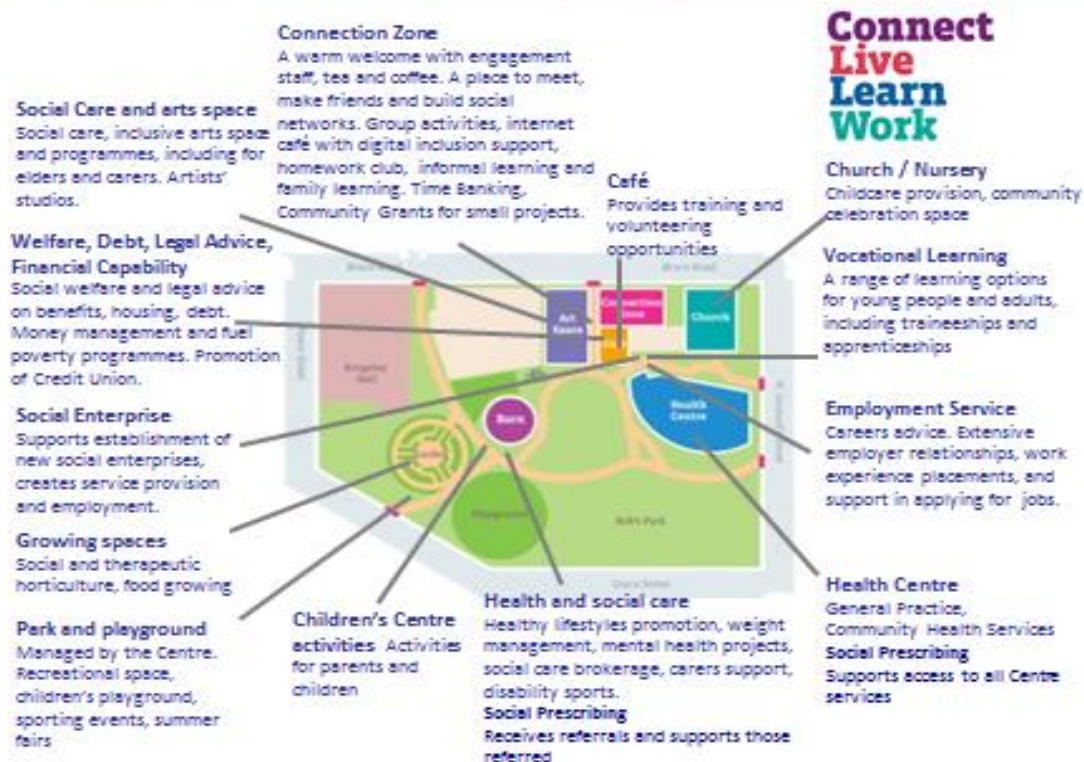 Connect
Live
Learn
Work
Connection Zone
A warm welcome with engagement
staff, tea and coffee. A place to meet,
make friends and build social
networks. Group activities, internet
café with digital inclusion support,
homework club, informal learning and
family learning. Time Banking,
Community Grants for small projects.
Social Care and arts space
Social care, inclusive arts space
and programmes, including for
elders and carers. Artists'
studios.
Café
Provides training and
volunteering
opportunities
Church / Nursery
Childcare provision, community
celebration space
Welfare, Debt, Legal Advice,
Financial Capability
Social welfare and legal advice
on benefits, housing, debt.
Money management and fuel
poverty programmes. Promotion
of Credit Union.
Vocational Learning
A range of learning options
for young people and adults,
including traineeships and
apprenticeships
Social Enterprise
Supports establishment of
new social enterprises,
creates service provision
and employment.
Employment Service
Careers advice. Extensive
employer relationships, work
experience placements, and
support in applying for jobs.
Growing spaces
Social and therapeutic
horticulture, food growing
Park and playground
Managed by the Centre.
Recreational space,
children's playground,
sporting events, summer
fairs
Children's Centre
activities Activities
for parents and
children
Health and social care
Healthy lifestyles promotion, weight
management, mental health projects,
social care brokerage, carers support,
disability sports.
Social Prescribing
Receives referrals and supports those
referred
Health Centre
General Practice,
Community Health Services
Social Prescribing
Supports access to all Centre
services
Art
Connection
Zone
Church
Health
Centre
Playground
Park